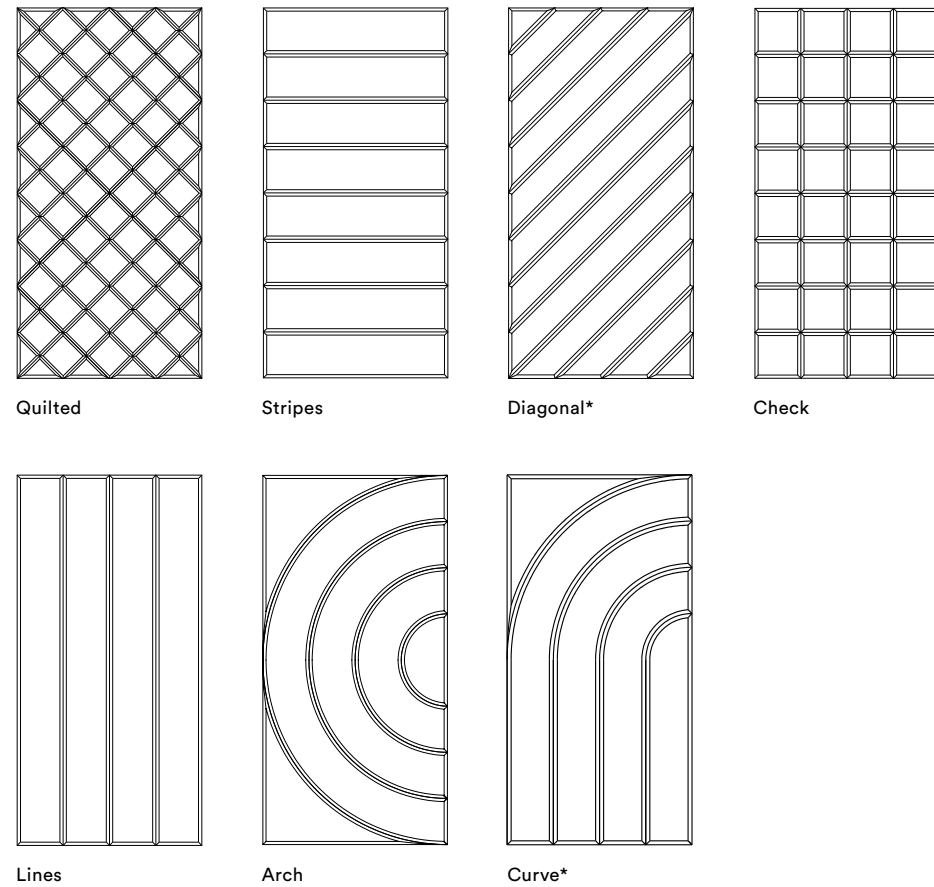 Quilted
Stripes
Diagonal*
Check
Lines
Arch
Curve*